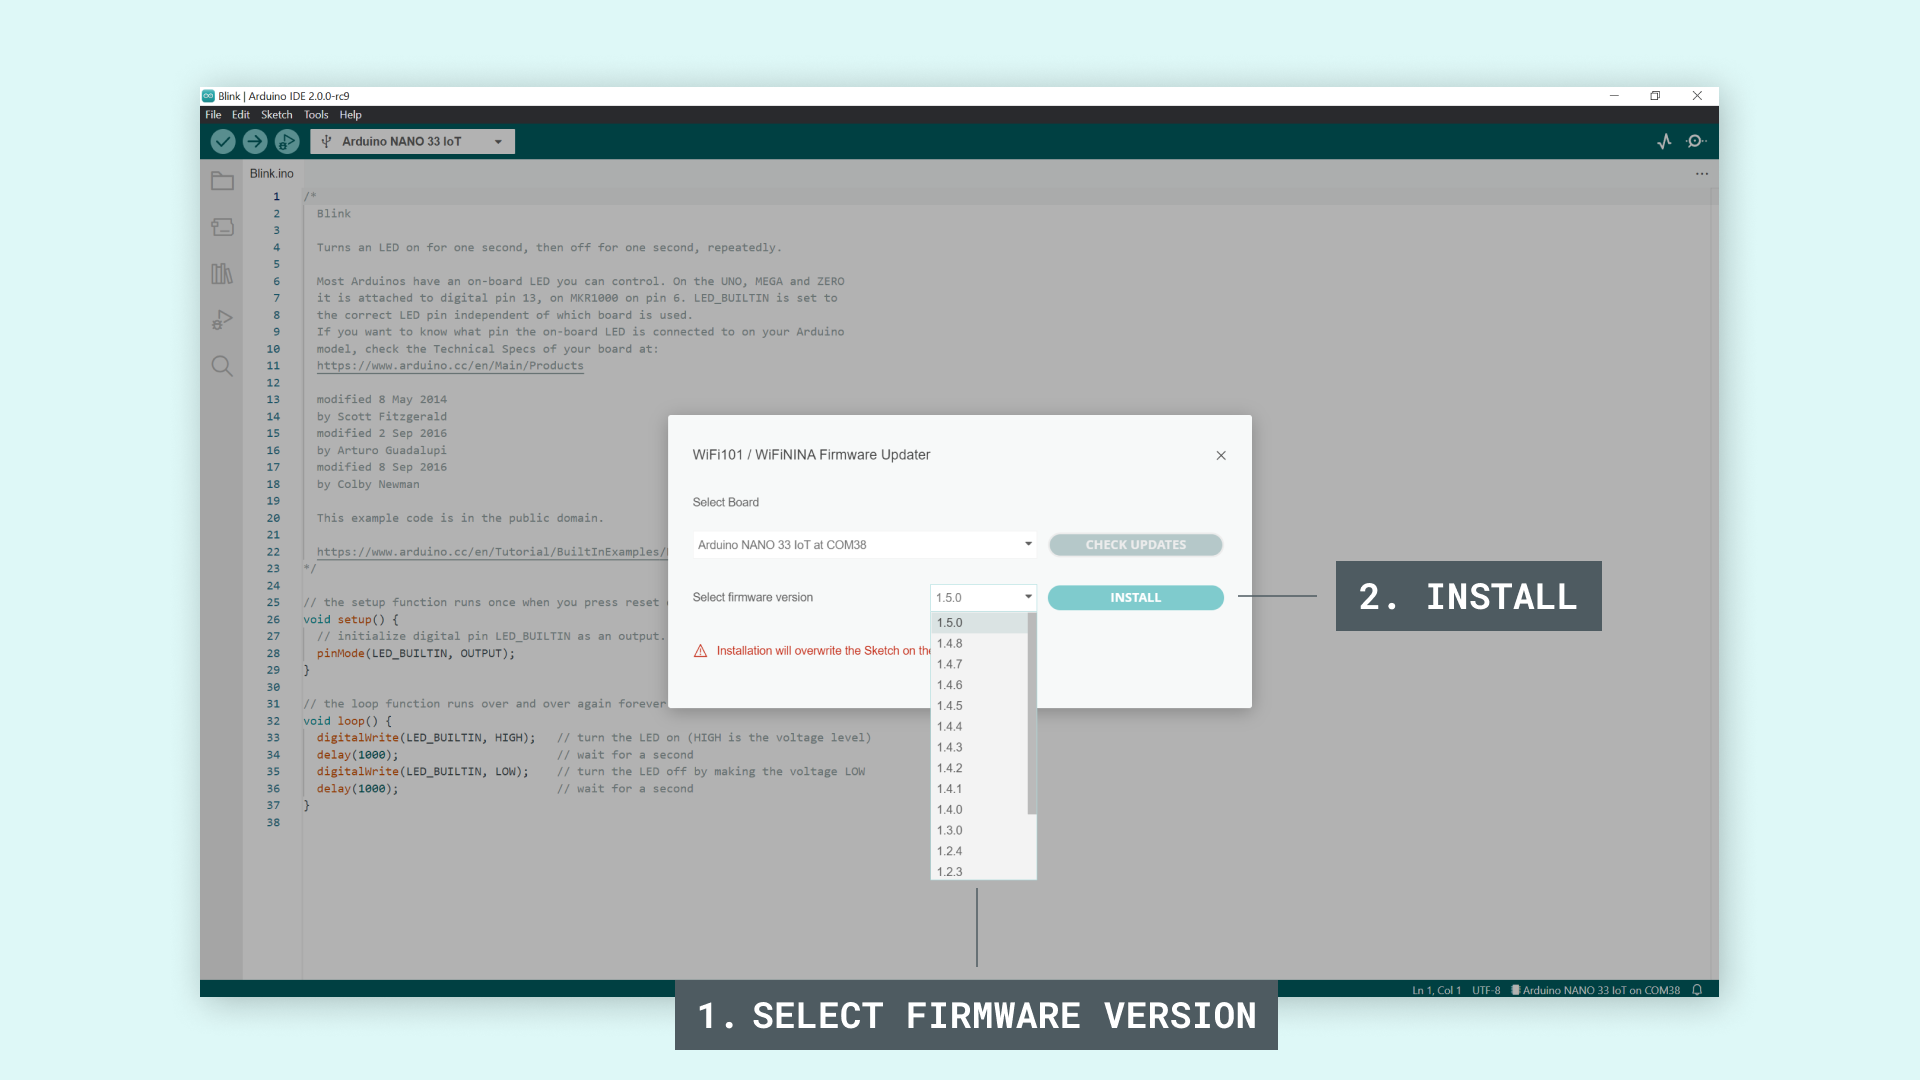 Blink | Arduino IDE 2.0.0-rc9
File Edit Sketch Tools Help
Arduino NANO 33 IoT
Blink.ino
...
1 /*
2 Blink
3
4 Turns an LED on for one second, then off for one second, repeatedly.
5
6 Most Arduinos have an on-board LED you can control. On the UNO, MEGA and ZERO
7 it is attached to digital pin 13, on MKR1000 on pin 6. LED_BUILTIN is set to
8 the correct LED pin independent of which board is used.
9 If you want to know what pin the on-board LED is connected to on your Arduino
10 model, check the Technical Specs of your board at:
11 https://www.arduino.cc/en/Main/Products
12
13 modified 8 May 2014
14 by Scott Fitzgerald
15 modified 2 Sep 2016
16 by Arturo Guadalupi
17 modified 8 Sep 2016
18 by Colby Newman
19
20 This example code is in the public domain.
21
22 https://www.arduino.cc/en/Tutorial/BuiltInExamples/
23 */
24
25 // the setup function runs once when you press reset
26 void setup() {
27 // initialize digital pin LED_BUILTIN as an output.
28 pinMode(LED_BUILTIN, OUTPUT);
29 }
30
31 // the loop function runs over and over again forever
32 void loop() {
33 digitalWrite(LED_BUILTIN, HIGH); // turn the LED on (HIGH is the voltage level)
34 delay(1000); // wait for a second
35 digitalWrite(LED_BUILTIN, LOW); // turn the LED off by making the voltage LOW
36 delay(1000); // wait for a second
37 }
38
WiFi101 / WiFiNINA Firmware Updater
Select Board
Arduino NANO 33 IoT at COM38
CHECK UPDATES
Select firmware version
1.5.0
INSTALL
Installation will overwrite the Sketch on the
1.5.0
1.4.8
1.4.7
1.4.6
1.4.5
1.4.4
1.4.3
1.4.2
1.4.1
1.4.0
1.3.0
1.2.4
1.2.3
2. INSTALL
Ln 1, Col 1 UTF-8 Arduino NANO 33 IoT on COM38
1. SELECT FIRMWARE VERSION